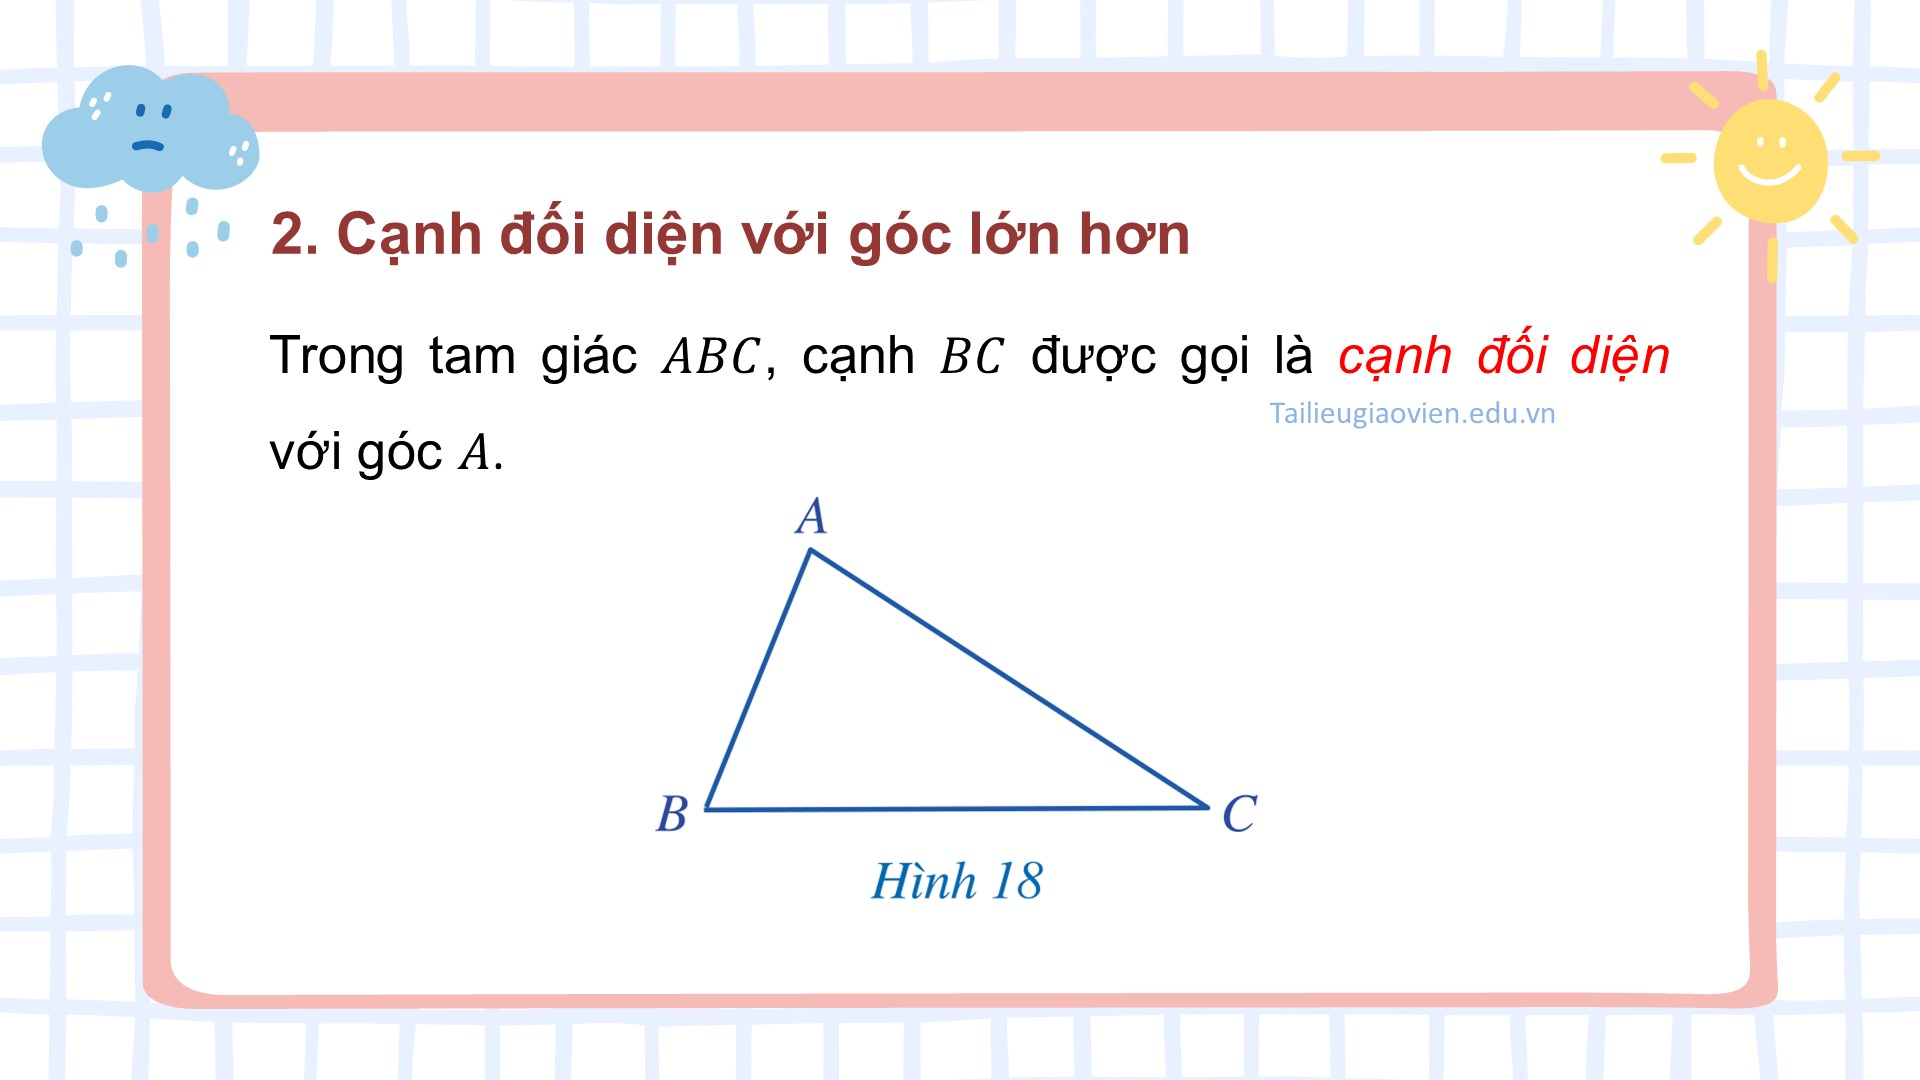 2. Cạnh đối diện với góc lớn hơn
Trong tam giác ABC, cạnh BC được gọi là cạnh đối diện
Tailieugiaovien.edu.vn
với góc A.
A
B
C
Hình 18